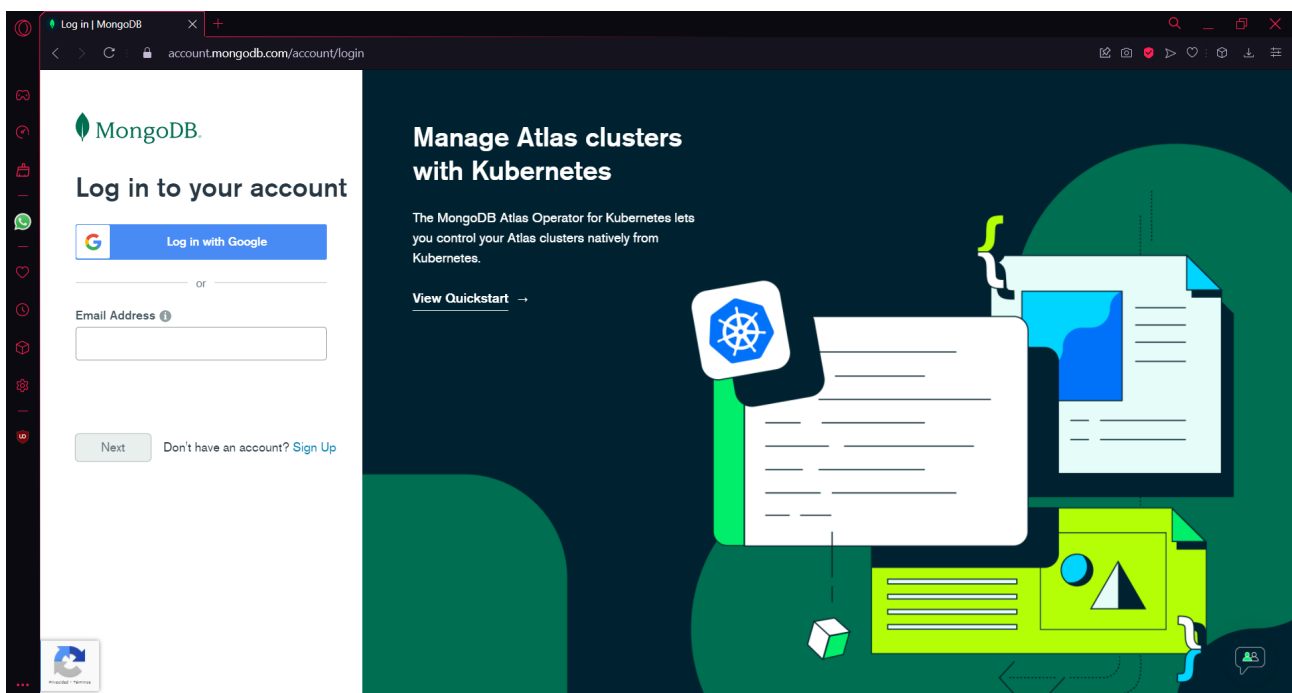 Log in | MongoDB
account.mongodb.com/account/login
MongoDB.
Log in to your account
Log in with Google
or
Email Address
Next
Don't have an account? Sign Up
Manage Atlas clusters
with Kubernetes
The MongoDB Atlas Operator for Kubernetes lets
you control your Atlas clusters natively from
Kubernetes.
View Quickstart →
Privacidad - Términos